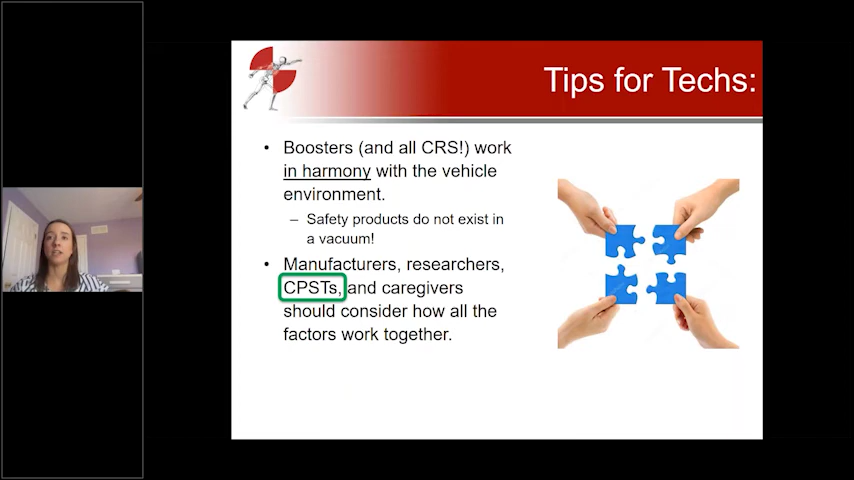 Tips for Techs:
• Boosters (and all CRS!) work
in harmony with the vehicle
environment.
– Safety products do not exist in
a vacuum!
• Manufacturers, researchers,
CPSTs, and caregivers
should consider how all the
factors work together.